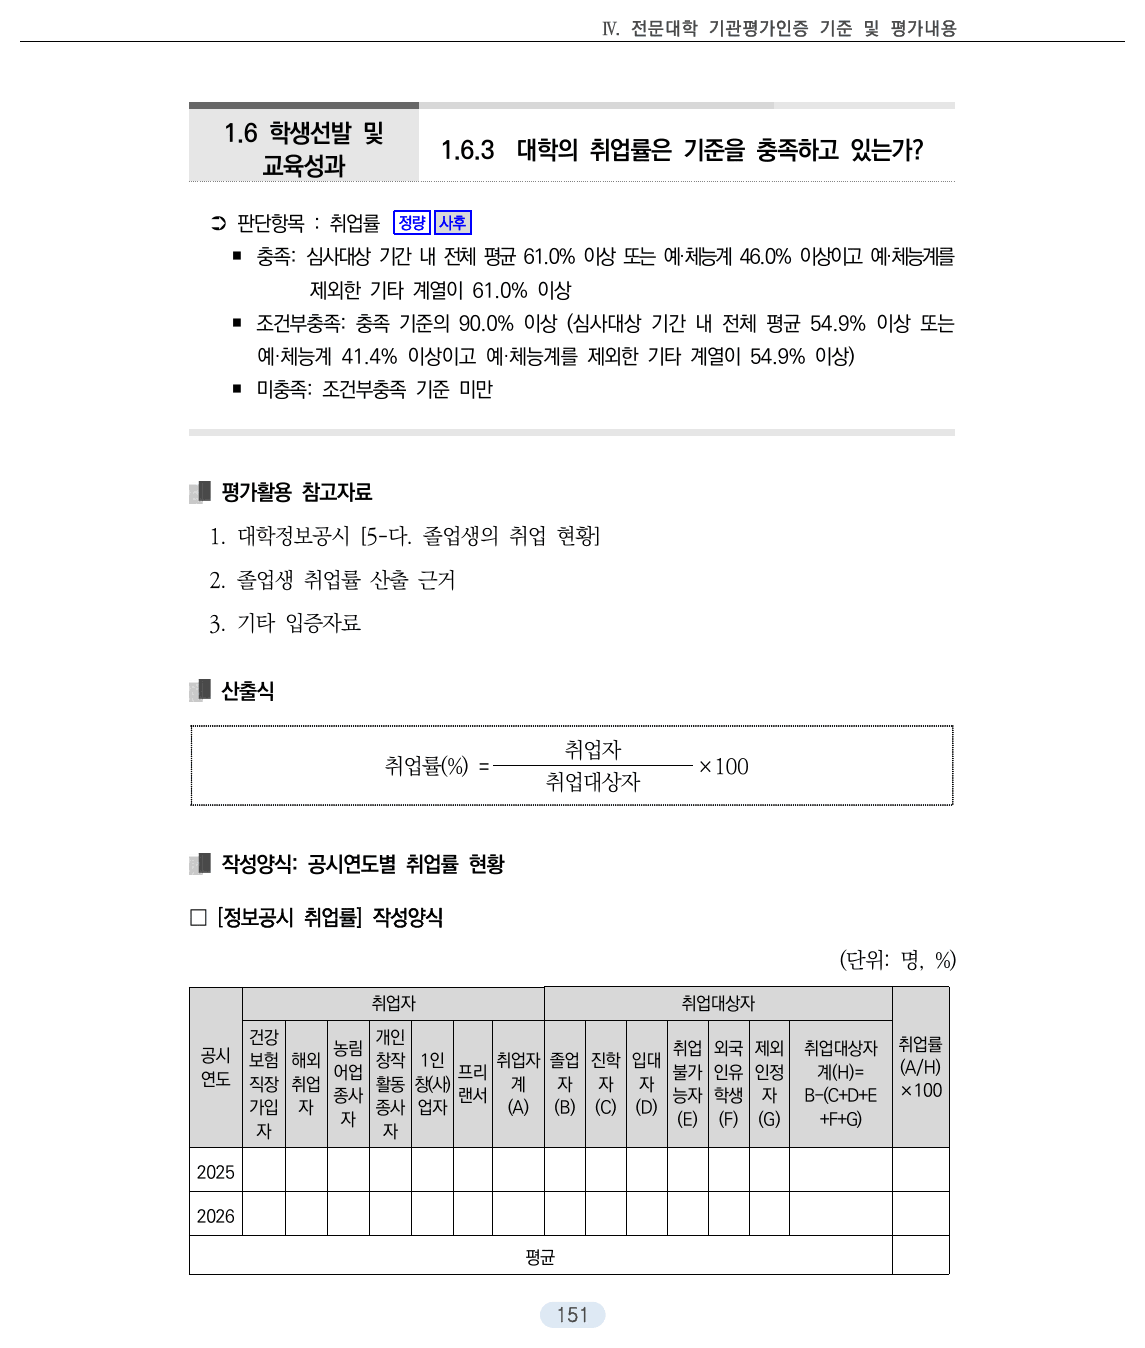 Ⅳ. 전문대학 기관평가인증 기준 및 평가내용
1.6 학생선발 및
교육성과
1.6.3 대학의 취업률은 기준을 충족하고 있는가?
➲ 판단항목 : 취업률 정량 사후
■ 충족: 심사대상 기간 내 전체 평균 61.0% 이상 또는 예·체능계 46.0% 이상이고 예·체능계를
제외한 기타 계열이 61.0% 이상
■ 조건부충족: 충족 기준의 90.0% 이상 (심사대상 기간 내 전체 평균 54.9% 이상 또는
예·체능계 41.4% 이상이고 예·체능계를 제외한 기타 계열이 54.9% 이상)
■ 미충족: 조건부충족 기준 미만
평가활용 참고자료
1. 대학정보공시 [5-다. 졸업생의 취업 현황]
2. 졸업생 취업률 산출 근거
3. 기타 입증자료
산출식
취업자
취업률(%) = ×100
취업대상자
작성양식: 공시연도별 취업률 현황
□ [정보공시 취업률] 작성양식
(단위: 명, %)
공시
연도
취업자
취업대상자
취업률
(A/H)
×100
건강
보험
직장
가입
자
해외
취업
자
농림
어업
종사
자
개인
창작
활동
종사
자
1인
창(사)
업자
프리
랜서
취업자
계
(A)
졸업
자
(B)
진학
자
(C)
입대
자
(D)
취업
불가
능자
(E)
외국
인유
학생
(F)
제외
인정
자
(G)
취업대상자
계(H)=
B-(C+D+E
+F+G)
2025
2026
평균
151